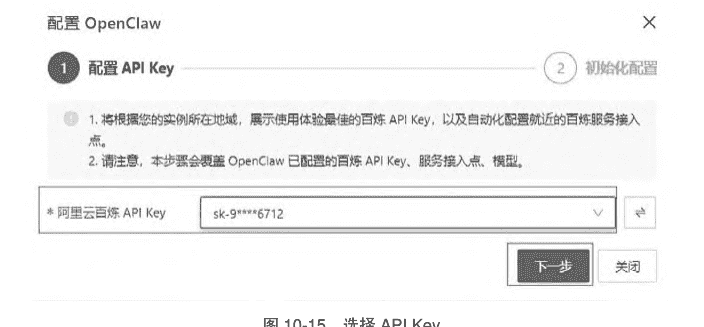 配置 OpenClaw
1 配置 API Key
2 初始化配置
1. 将根据您的实例所在地域，展示使用体验最佳的百炼 API Key，以及自动化配置就近的百炼服务接入
点。
2. 请注意，本步骤会覆盖 OpenClaw 已配置的百炼 API Key、服务接入点、模型。
* 阿里云百炼 API Key
sk-9****6712
下一步
关闭
图 10-15 选择 API Key